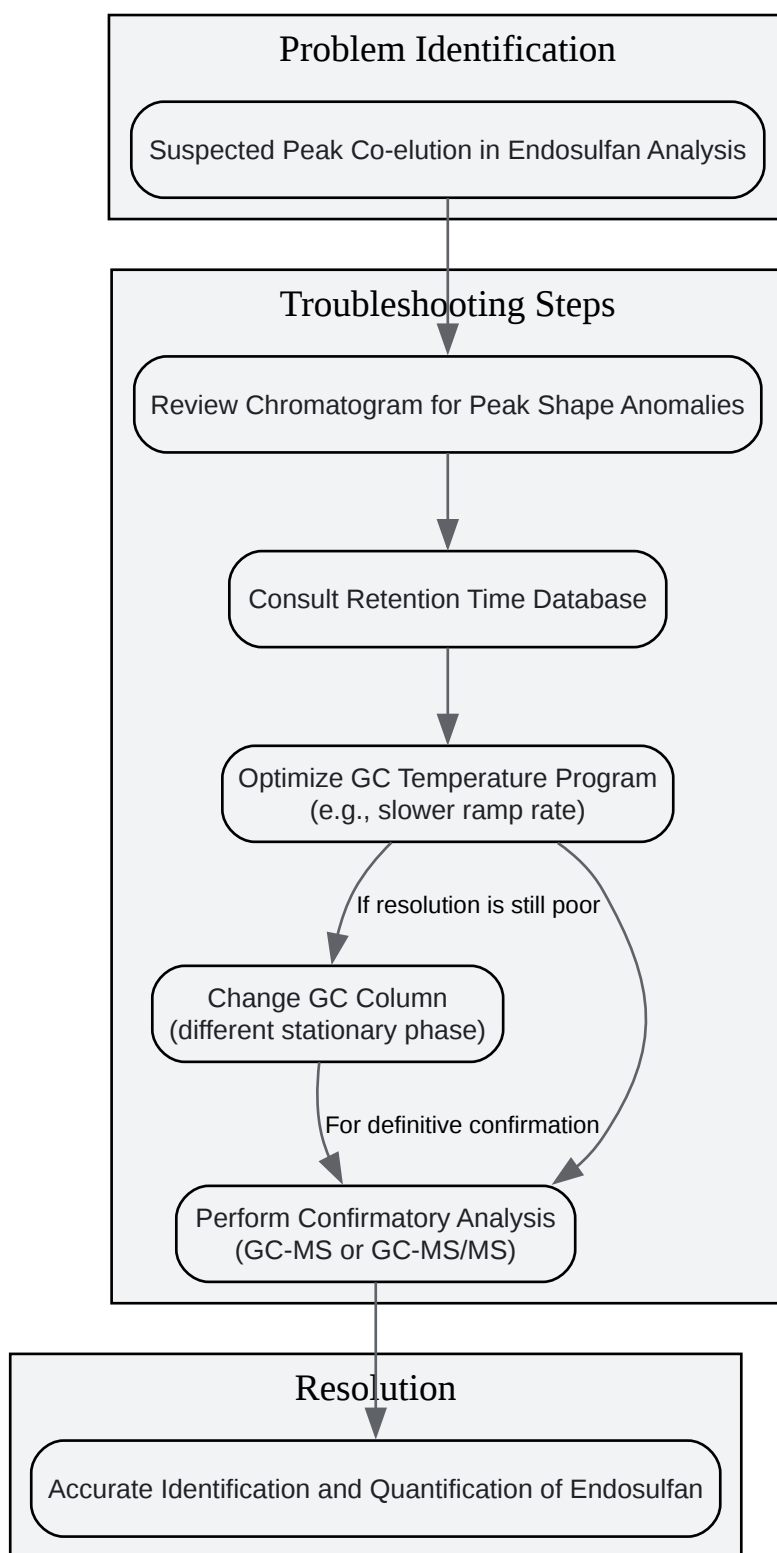 Problem Identification
Suspected Peak Co-elution in Endosulfan Analysis
Troubleshooting Steps
Review Chromatogram for Peak Shape Anomalies
Consult Retention Time Database
Optimize GC Temperature Program
(e.g., slower ramp rate)
If resolution is still poor
Change GC Column
(different stationary phase)
For definitive confirmation
Perform Confirmatory Analysis
(GC-MS or GC-MS/MS)
Resolution
Accurate Identification and Quantification of Endosulfan